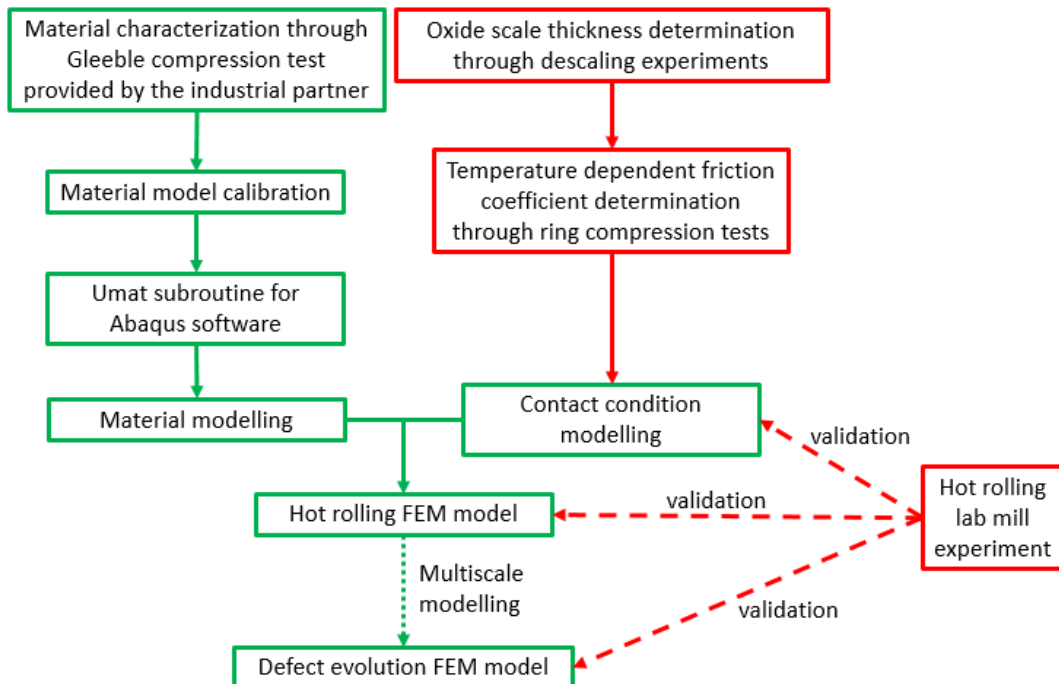 Material characterization through
Gleeble compression test
provided by the industrial partner
Oxide scale thickness determination
through descaling experiments
Material model calibration
Temperature dependent friction
coefficient determination
through ring compression tests
Umat subroutine for
Abaqus software
Material modelling
Contact condition
modelling
validation
Hot rolling FEM model
validation
Hot rolling
lab mill
experiment
Multiscale
modelling
validation
Defect evolution FEM model